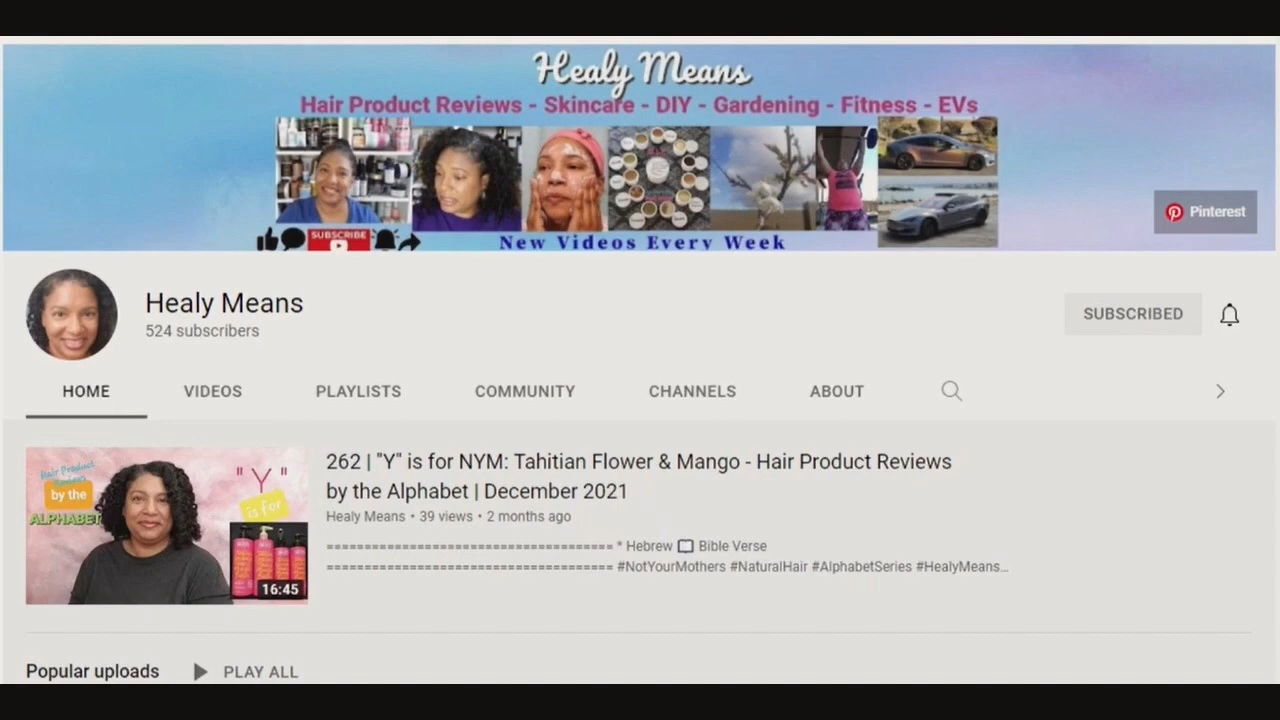 Healy Means
Hair Product Reviews - Skincare - DIY - Gardening - Fitness - EVs
SUBSCRIBE
New Videos Every Week
Pinterest
Healy Means
524 subscribers
SUBSCRIBED
HOME VIDEOS PLAYLISTS COMMUNITY CHANNELS ABOUT
Hair Product
Reviews
by the
ALPHABET
"Y"
is for
16:45
262 | "Y" is for NYM: Tahitian Flower & Mango - Hair Product Reviews
by the Alphabet | December 2021
Healy Means • 39 views • 2 months ago
===================================== * Hebrew Bible Verse
===================================== #NotYourMothers #NaturalHair #AlphabetSeries #HealyMeans...
Popular uploads PLAY ALL